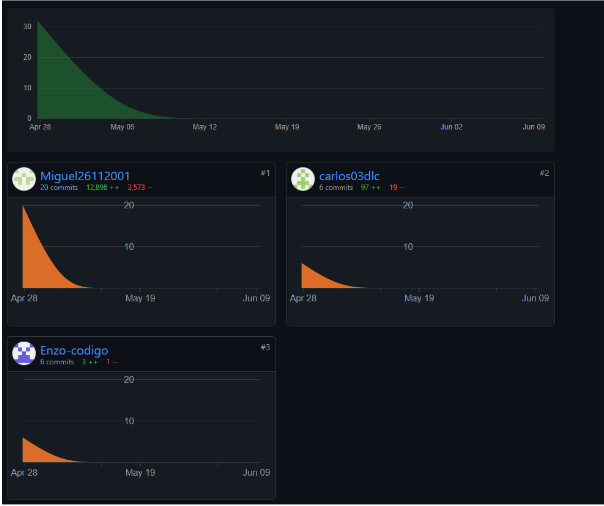 30
20
10
0
Apr 28 May 05 May 12 May 19 May 26 Jun 02 Jun 09
Miguel26112001 #1
20 commits 12,898 ++ 3,573 --
20
10
Apr 28 May 19 Jun 09
carlos03dlc #2
6 commits 97 ++ 19 --
20
10
Apr 28 May 19 Jun 09
Enzo-codigo #3
6 commits 3 ++ 1 --
20
10
Apr 28 May 19 Jun 09